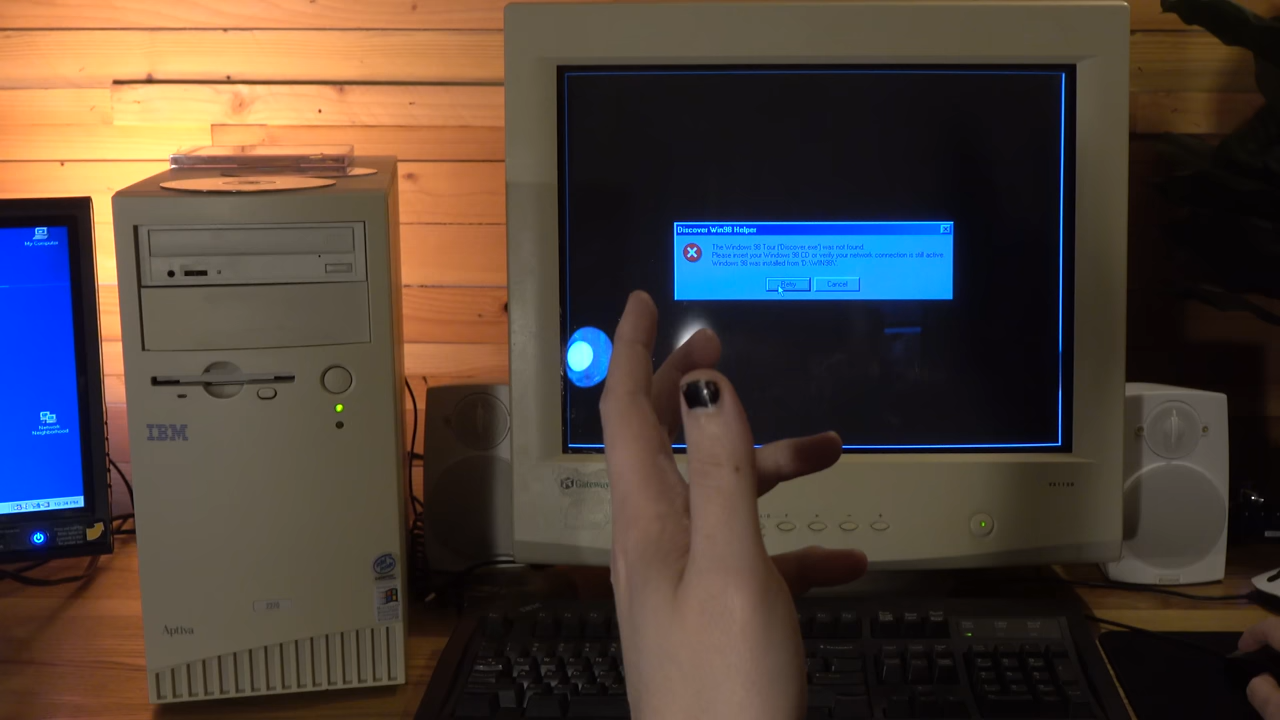 My Computer
Network
Neighborhood
IBM
Aptiva
Discover Win98 Helper
The Windows 98 Tour ('Discover.exe') was not found.
Please insert your Windows 98 CD or verify your network connection is still active.
Windows 98 was installed from 'D:\WIN98\'.
Retry
Cancel
Gateway